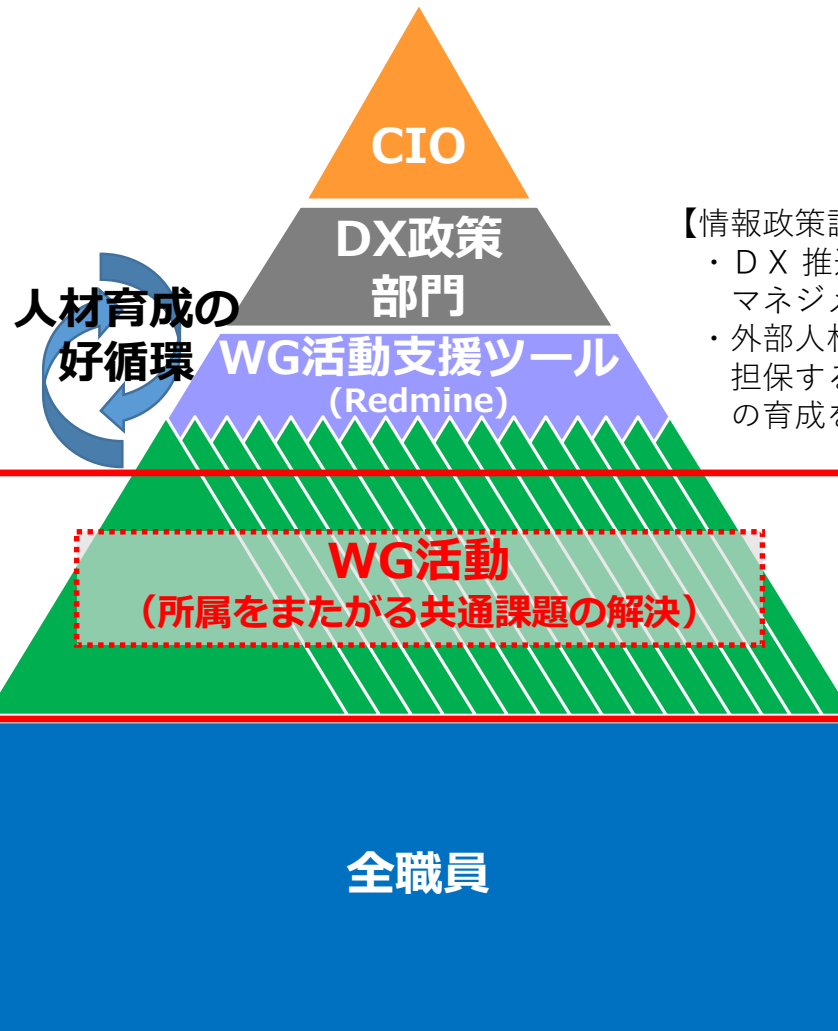 CIO
DX政策
部門
人材育成の
好循環
WG活動支援ツール
(Redmine)
【情報政策
・ＤＸ 推
マネジ
・外部人材
担保する
の育成を
WG活動
（所属をまたがる共通課題の解決）
全職員